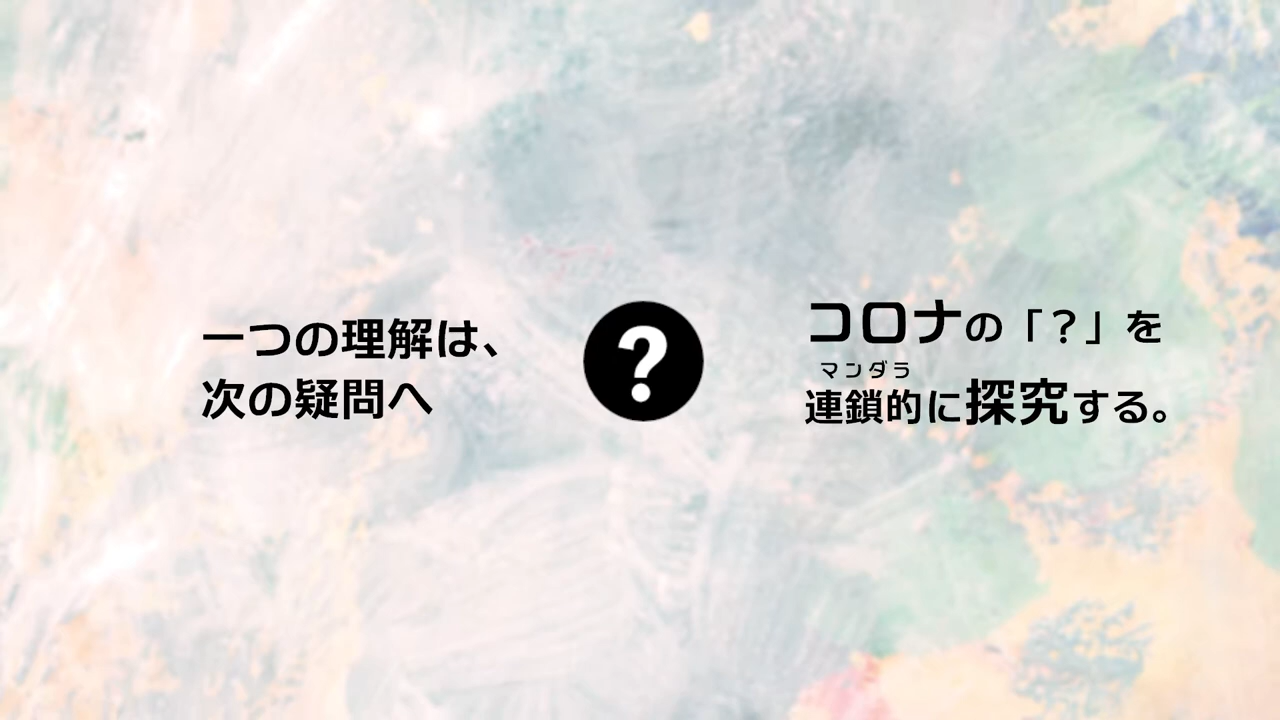 一つの理解は、
次の疑問へ
?
コロナの「？」を
マンダラ
連鎖的に探究する。